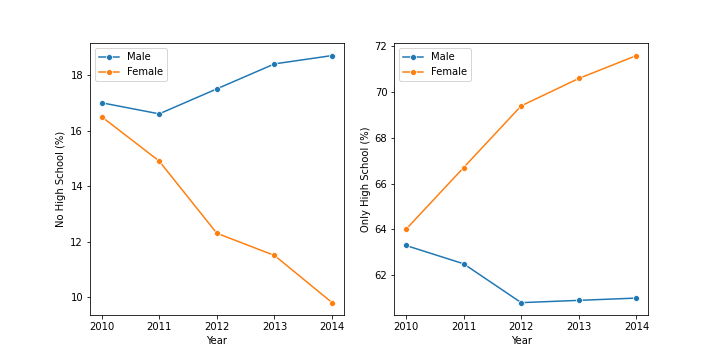 Male
Female
18
16
14
12
10
No High School (%)
2010 2011 2012 2013 2014
Year
Male
Female
72
70
68
66
64
62
Only High School (%)
2010 2011 2012 2013 2014
Year